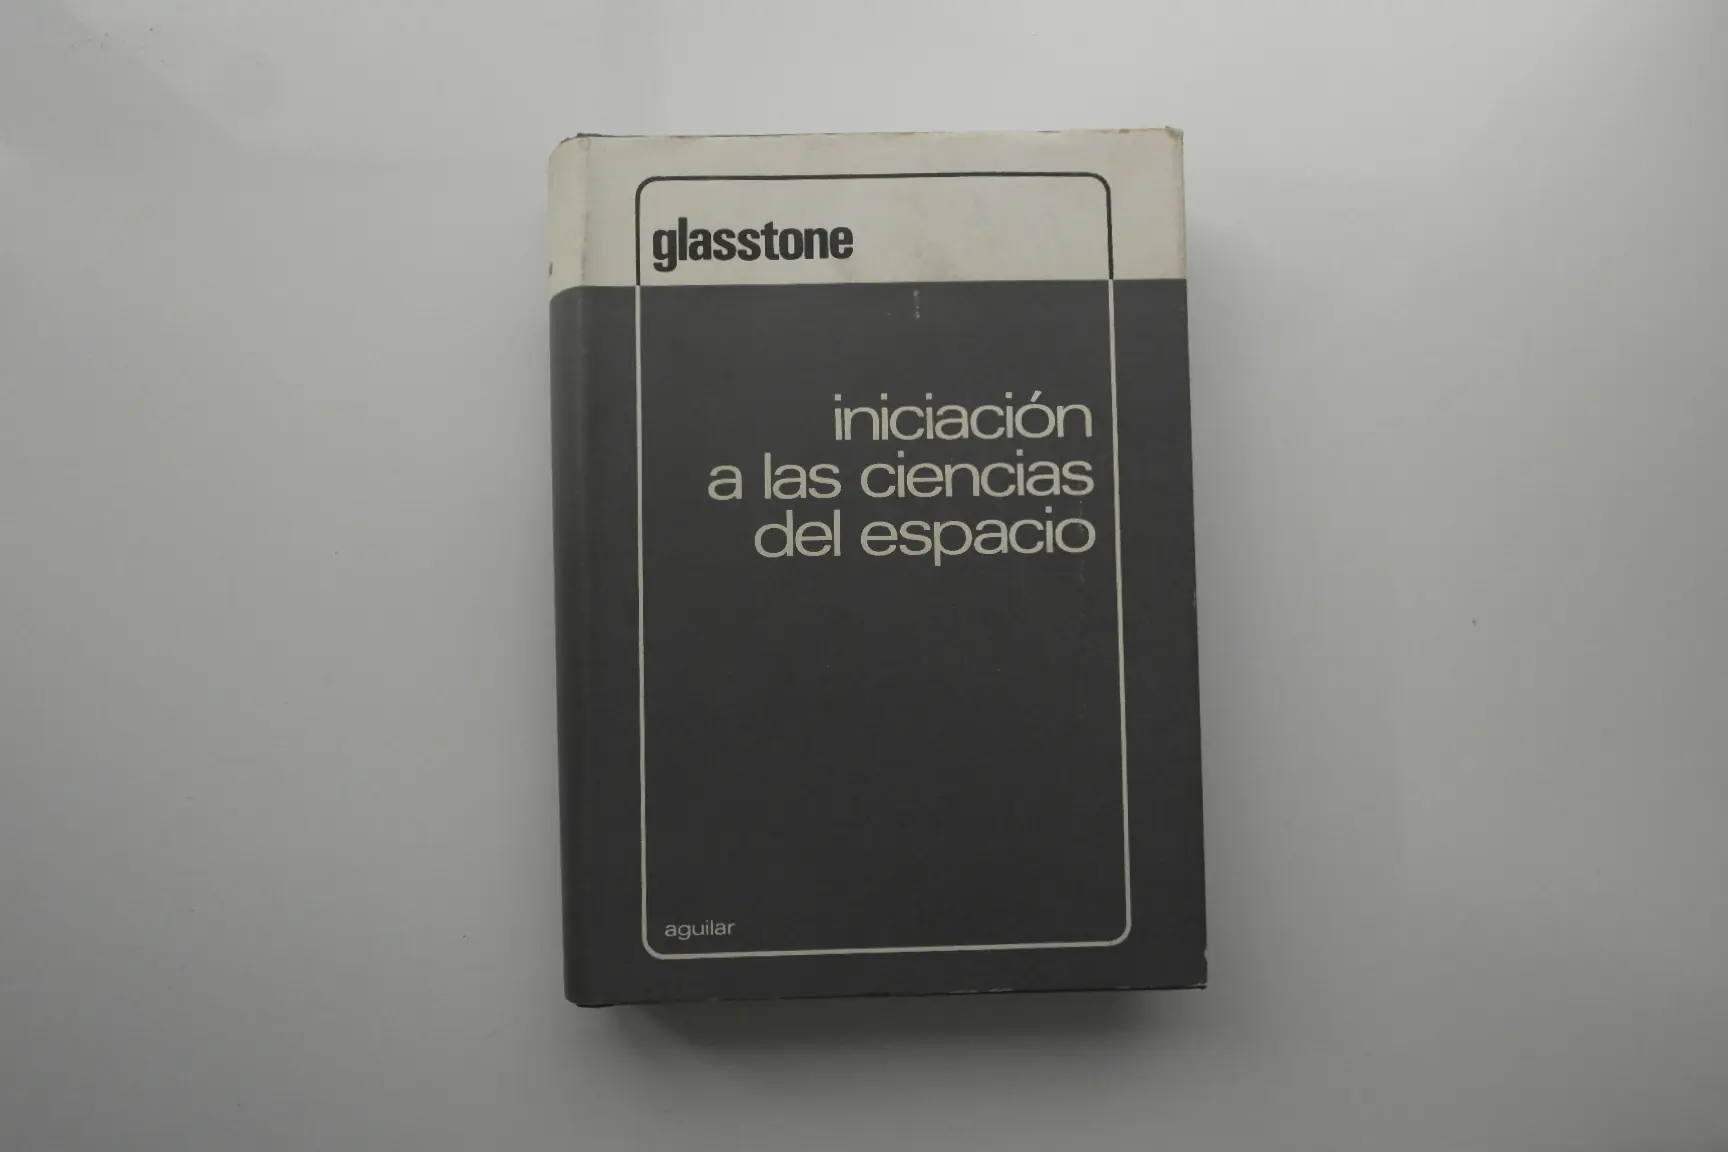 glasstone
iniciación
a las ciencias
del espacio
aguilar